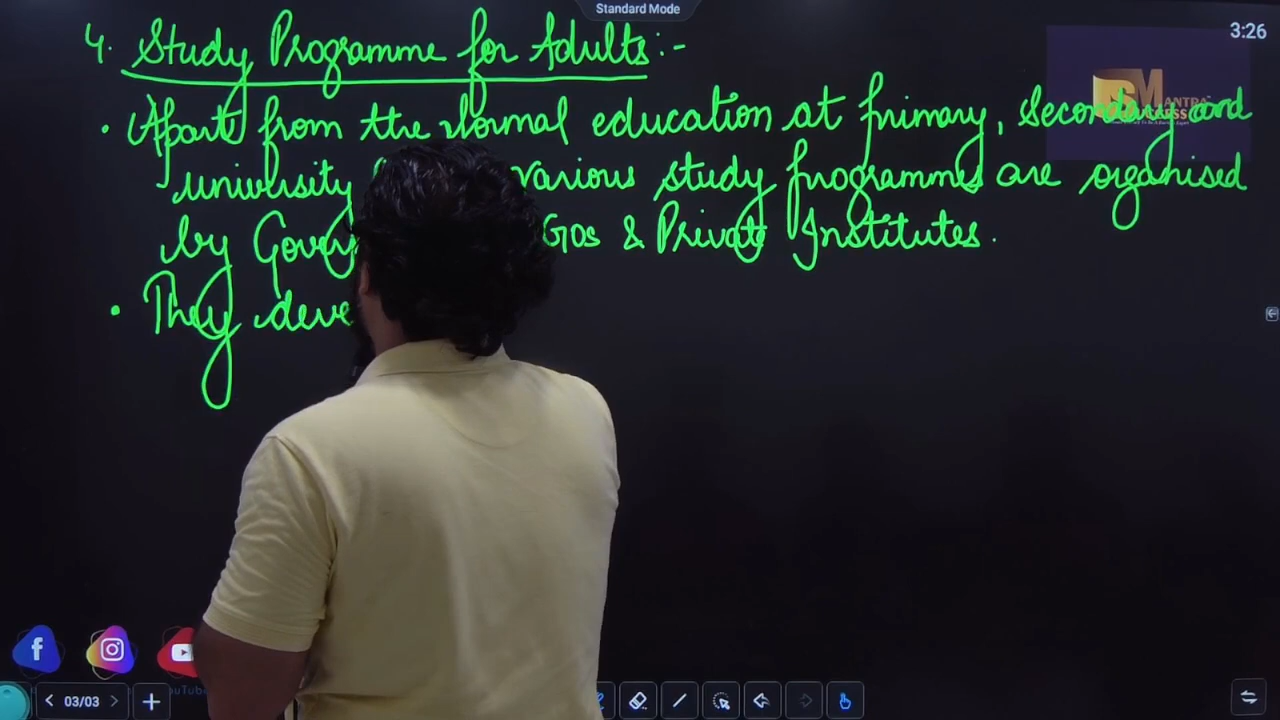 Standard Mode
3:26
4. Study Programme for Adults:-
• Apart from the Normal education at primary, Secondary and
university various study programmes are organised
by Gos & Private Institutes.
• They deve
03/03